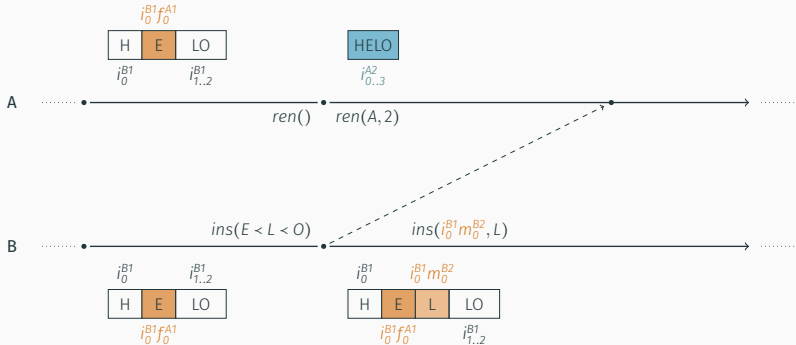 i₀ᴮ¹f₀ᴬ¹
H E LO HELO
i₀ᴮ¹ i₁..₂ᴮ¹ i₀..₃ᴬ²
A
ren() ren(A, 2)
ins(E ≺ L ≺ O) ins(i₀ᴮ¹m₀ᴮ², L)
B
i₀ᴮ¹ i₁..₂ᴮ¹ i₀ᴮ¹ i₀ᴮ¹m₀ᴮ²
H E LO H E L LO
i₀ᴮ¹f₀ᴬ¹ i₀ᴮ¹f₀ᴬ¹ i₁..₂ᴮ¹